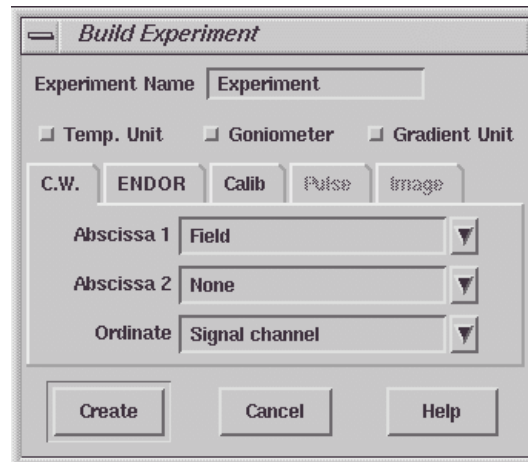 Build Experiment
Experiment Name Experiment
Temp. Unit Goniometer Gradient Unit
C.W. ENDOR Calib Pulse Image
Abscissa 1 Field
Abscissa 2 None
Ordinate Signal channel
Create Cancel Help